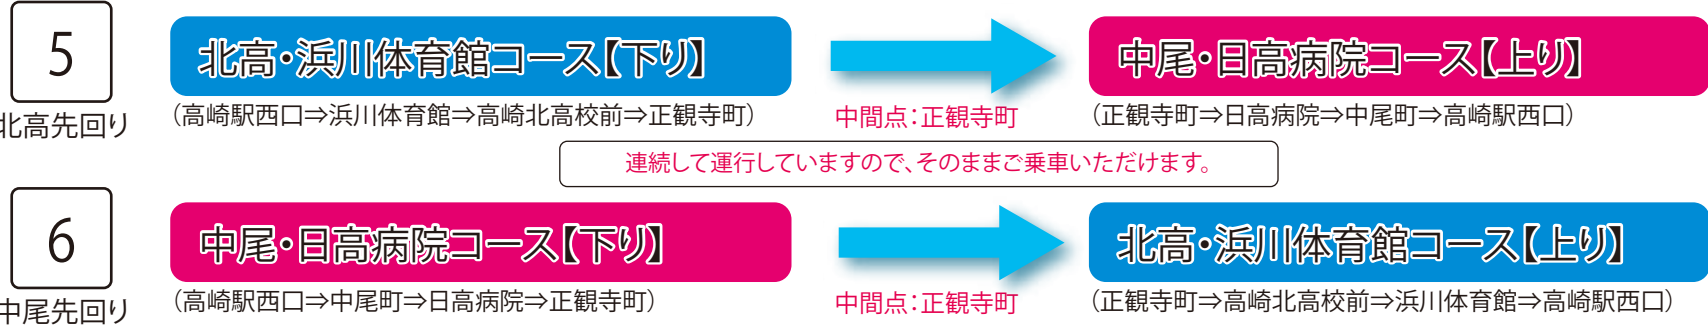 5
北高先回り
北高・浜川体育館コース【下り】
(高崎駅西口⇒浜川体育館⇒高崎北高校前⇒正観寺町)
中間点:正観寺町
中尾・日高病院コース【上り】
(正観寺町⇒日高病院⇒中尾町⇒高崎駅西口)
連続して運行していますので、そのままご乗車いただけます。
6
中尾先回り
中尾・日高病院コース【下り】
(高崎駅西口⇒中尾町⇒日高病院⇒正観寺町)
中間点:正観寺町
北高・浜川体育館コース【上り】
(正観寺町⇒高崎北高校前⇒浜川体育館⇒高崎駅西口)